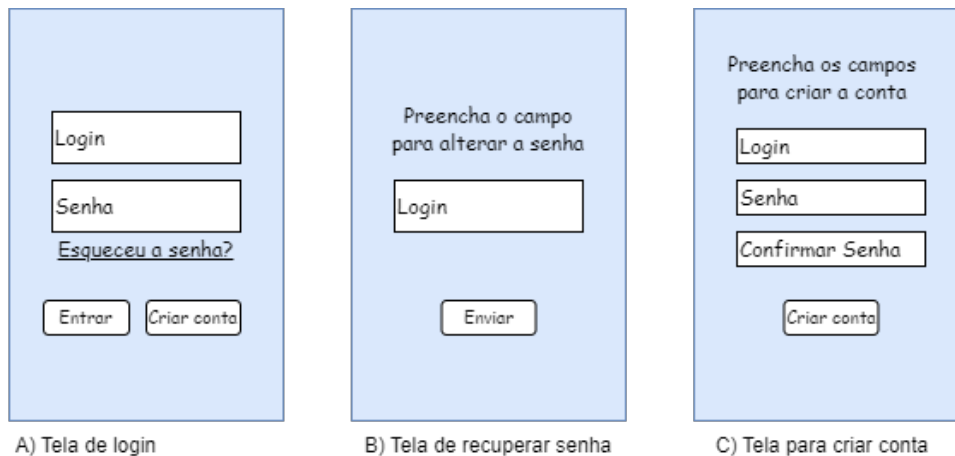 Login
Senha
Esqueceu a senha?
Entrar
Criar conta
A) Tela de login
Preencha o campo
para alterar a senha
Login
Enviar
B) Tela de recuperar senha
Preencha os campos
para criar a conta
Login
Senha
Confirmar Senha
Criar conta
C) Tela para criar conta